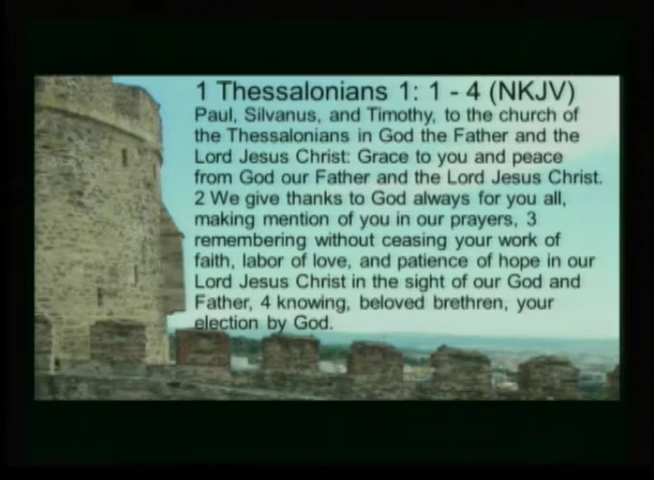 1 Thessalonians 1: 1 - 4 (NKJV)
Paul, Silvanus, and Timothy, to the church of
the Thessalonians in God the Father and the
Lord Jesus Christ: Grace to you and peace
from God our Father and the Lord Jesus Christ.
2 We give thanks to God always for you all,
making mention of you in our prayers, 3
remembering without ceasing your work of
faith, labor of love, and patience of hope in our
Lord Jesus Christ in the sight of our God and
Father, 4 knowing, beloved brethren, your
election by God.